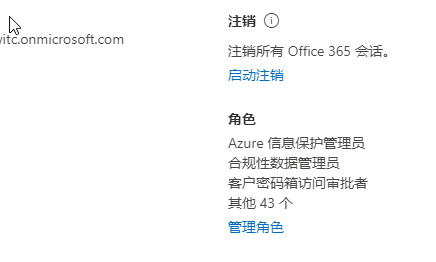 注销
witc.onmicrosoft.com
注销所有 Office 365 会话。
启动注销
角色
Azure 信息保护管理员
合规性数据管理员
客户密码箱访问审批者
其他 43 个
管理角色